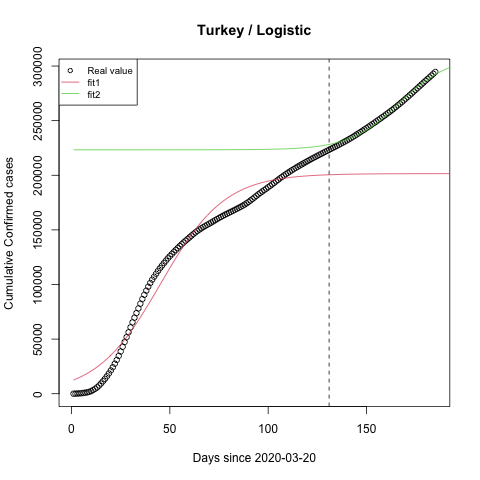 Turkey / Logistic
Real value
fit1
fit2
Cumulative Confirmed cases
0
50000
100000
150000
200000
250000
300000
0 50 100 150
Days since 2020-03-20